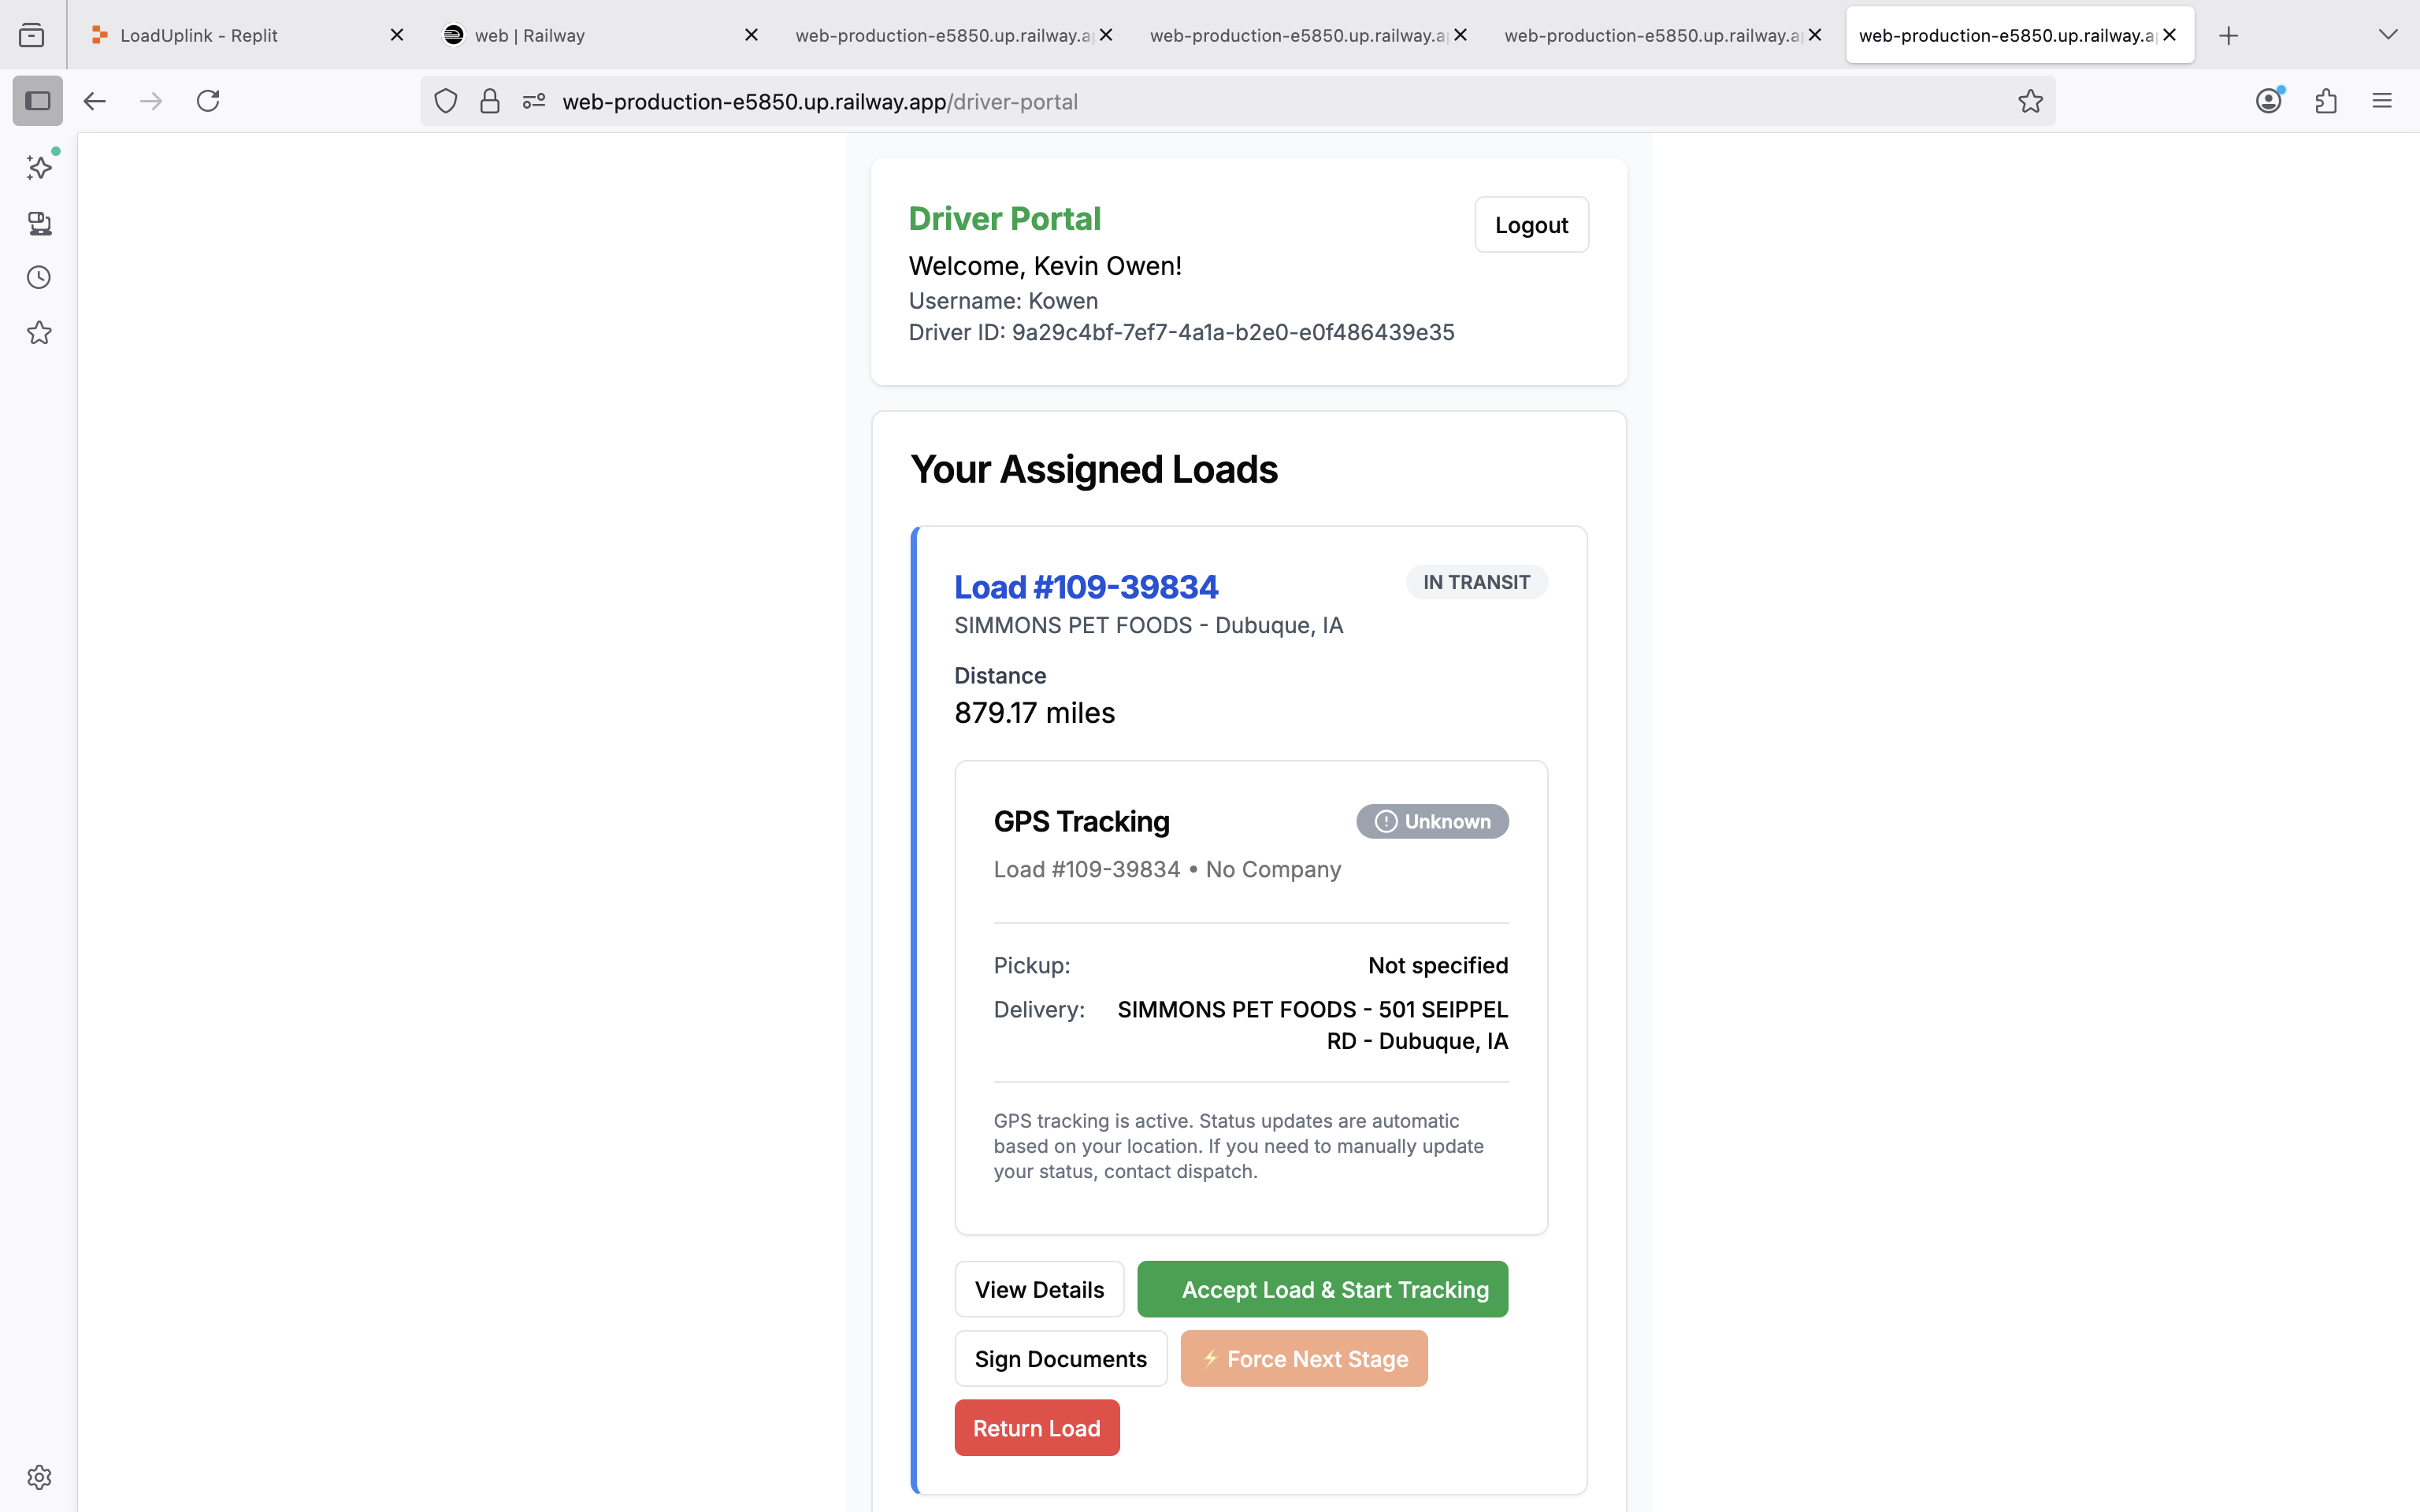 LoadUplink - Replit
web | Railway
web-production-e5850.up.railway.a
web-production-e5850.up.railway.a
web-production-e5850.up.railway.a
web-production-e5850.up.railway.a
web-production-e5850.up.railway.app/driver-portal
Driver Portal
Logout
Welcome, Kevin Owen!
Username: Kowen
Driver ID: 9a29c4bf-7ef7-4a1a-b2e0-e0f486439e35
Your Assigned Loads
Load #109-39834
IN TRANSIT
SIMMONS PET FOODS - Dubuque, IA
Distance
879.17 miles
GPS Tracking
Unknown
Load #109-39834 • No Company
Pickup:
Not specified
Delivery:
SIMMONS PET FOODS - 501 SEIPPEL
RD - Dubuque, IA
GPS tracking is active. Status updates are automatic
based on your location. If you need to manually update
your status, contact dispatch.
View Details
Accept Load & Start Tracking
Sign Documents
⚡ Force Next Stage
Return Load